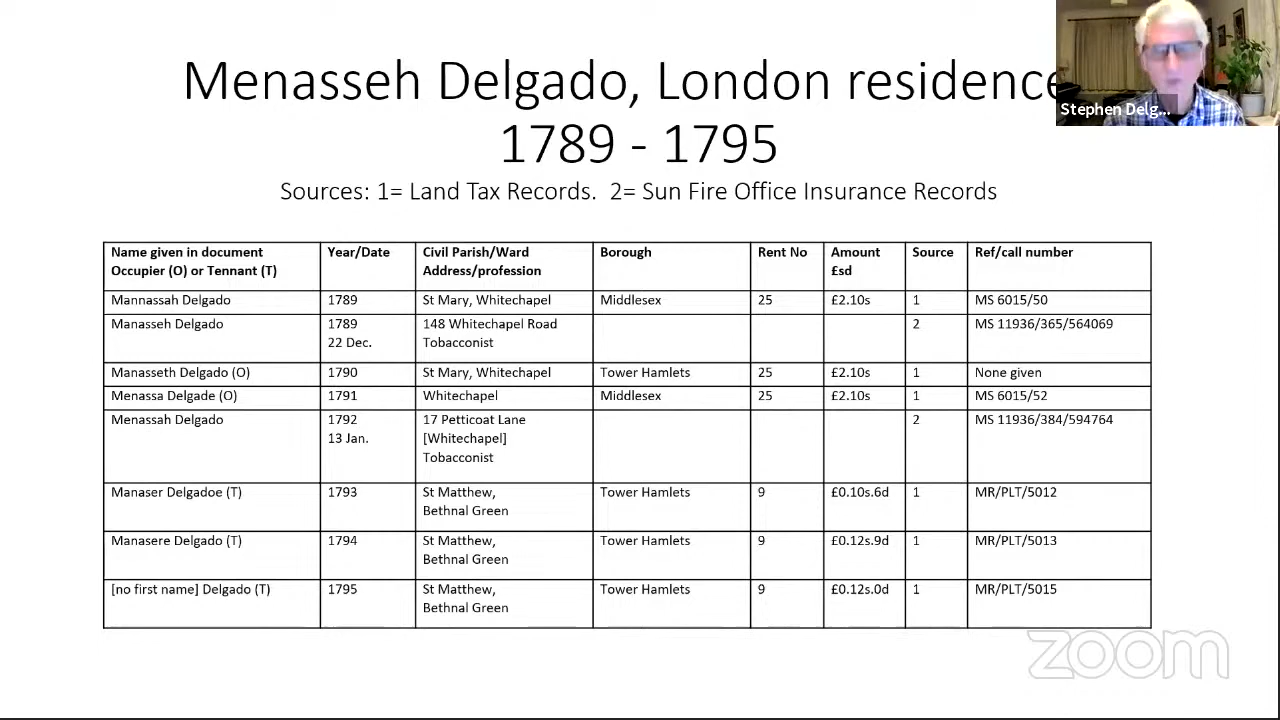 Menasseh Delgado, London residence
1789 - 1795
Sources: 1= Land Tax Records. 2= Sun Fire Office Insurance Records
Stephen Delg...
Name given in document Occupier (O) or Tennant (T) Year/Date Civil Parish/Ward Address/profession Borough Rent No Amount £sd Source Ref/call number
Mannassah Delgado 1789 St Mary, Whitechapel Middlesex 25 £2.10s 1 MS 6015/50
Manasseh Delgado 1789 22 Dec. 148 Whitechapel Road Tobacconist 2 MS 11936/365/564069
Manasseth Delgado (O) 1790 St Mary, Whitechapel Tower Hamlets 25 £2.10s 1 None given
Menassa Delgade (O) 1791 Whitechapel Middlesex 25 £2.10s 1 MS 6015/52
Menassah Delgado 1792 13 Jan. 17 Petticoat Lane [Whitechapel] Tobacconist 2 MS 11936/384/594764
Manaser Delgadoe (T) 1793 St Matthew, Bethnal Green Tower Hamlets 9 £0.10s.6d 1 MR/PLT/5012
Manasere Delgado (T) 1794 St Matthew, Bethnal Green Tower Hamlets 9 £0.12s.9d 1 MR/PLT/5013
[no first name] Delgado (T) 1795 St Matthew, Bethnal Green Tower Hamlets 9 £0.12s.0d 1 MR/PLT/5015
zoom